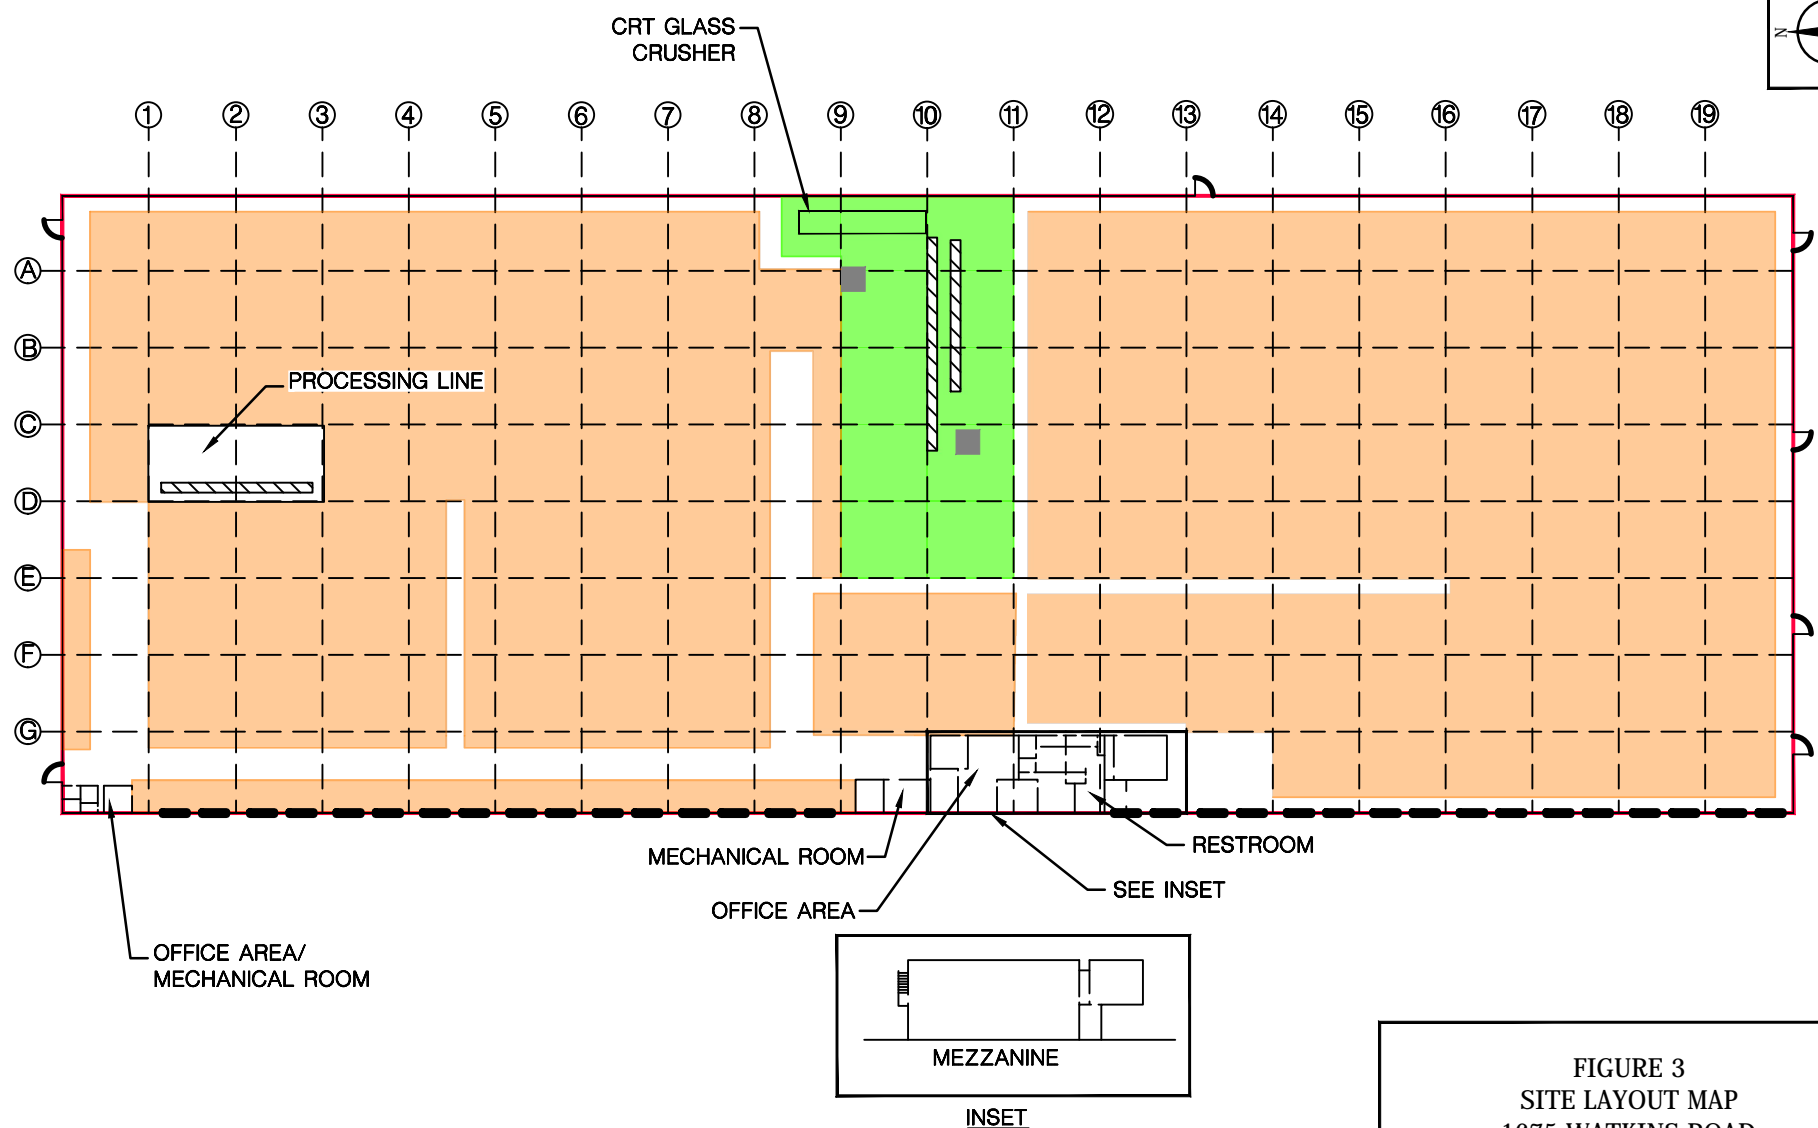 CRT GLASS
CRUSHER
N
1 2 3 4 5 6 7 8 9 10 11 12 13 14 15 16 17 18 19
A
B
PROCESSING LINE
C
D
E
F
G
MECHANICAL ROOM
RESTROOM
SEE INSET
OFFICE AREA
OFFICE AREA/
MECHANICAL ROOM
MEZZANINE
INSET
FIGURE 3
SITE LAYOUT MAP
WATKINS ROAD